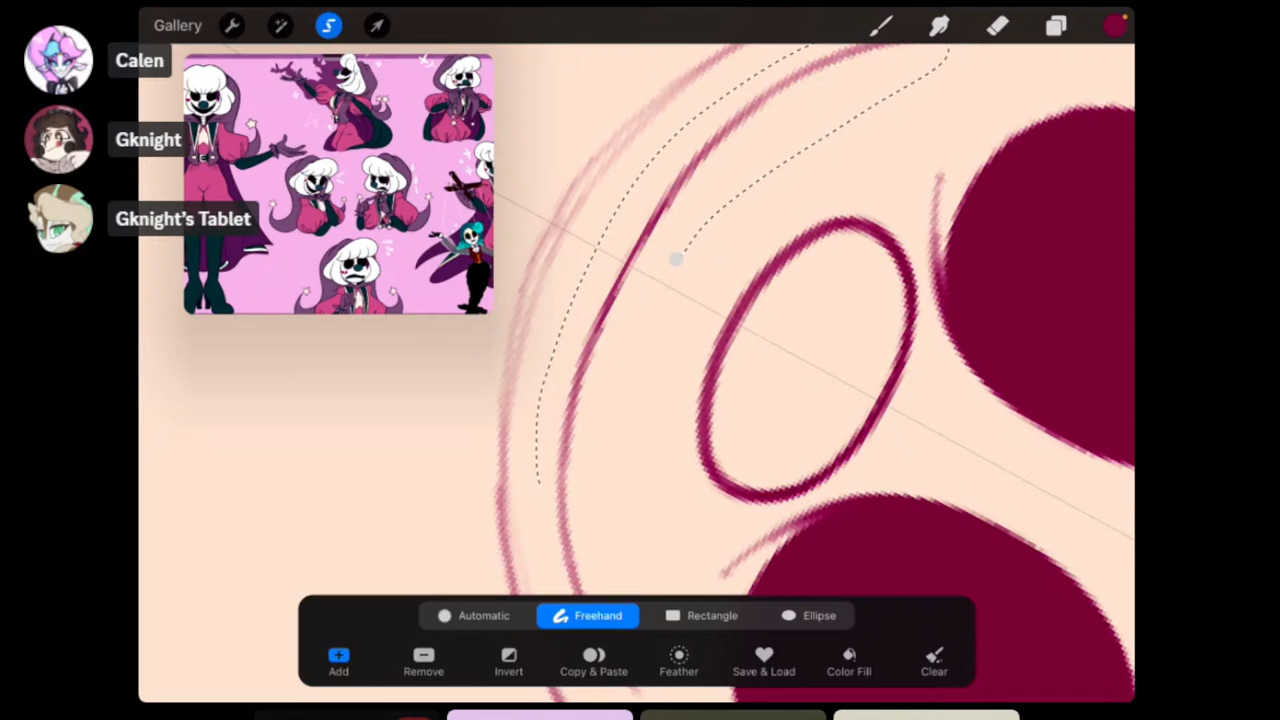 Gallery
Calen
Gknight
Gknight's Tablet
Automatic
Freehand
Rectangle
Ellipse
Add
Remove
Invert
Copy & Paste
Feather
Save & Load
Color Fill
Clear